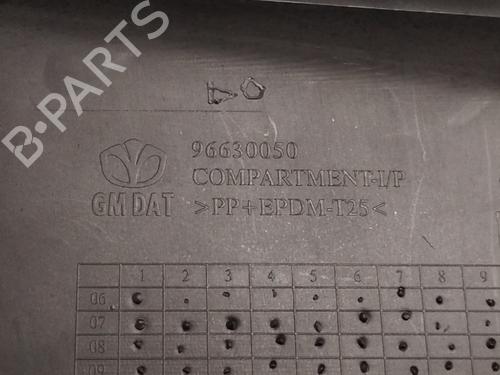 B-PARTS
96630050
COMPARTMENT-I/P
GM DAT >PP+EPDM-T25<
1 2 3 4 5 6 7 8 9
06
07
08
09